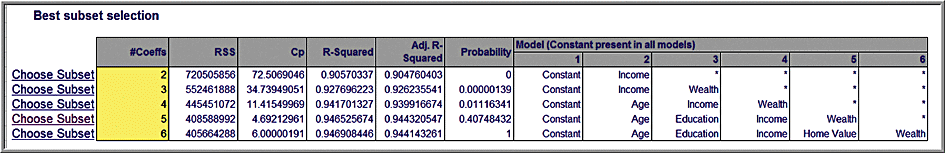 Best subset selection
#Coeffs RSS Cp R-Squared Adj. R-Squared Probability Model (Constant present in all models)
1 2 3 4 5 6
Choose Subset 2 720505856 72.5069046 0.90570337 0.904760403 0 Constant Income * * * *
Choose Subset 3 552461888 34.73949051 0.927696223 0.926235541 0.00000139 Constant Income Wealth * * *
Choose Subset 4 445451072 11.41549969 0.941701327 0.939916674 0.01116341 Constant Age Income Wealth * *
Choose Subset 5 408588992 4.69212961 0.946525674 0.944320547 0.40748432 Constant Age Education Income Wealth *
Choose Subset 6 405664288 6.00000191 0.946908446 0.944143261 1 Constant Age Education Income Home Value Wealth